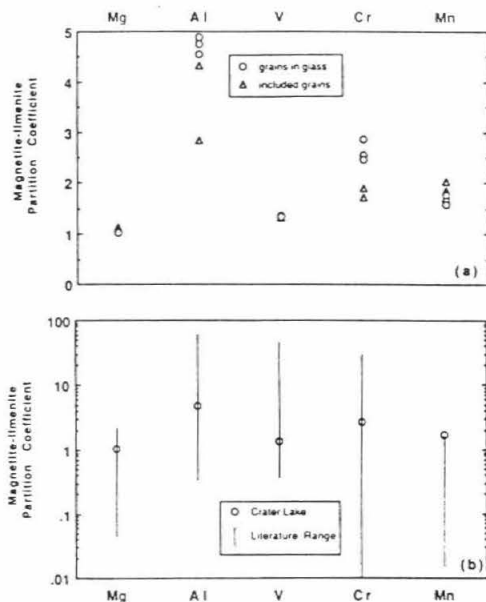 Mg Al V Cr Mn
5
4
3
2
1
0
Magnetite-Ilmenite
Partition Coefficient
grains in glass
included grains
(a)
100
10
1
.1
.01
Magnetite-Ilmenite
Partition Coefficient
Crater Lake
Literature Range
(b)
Mg Al V Cr Mn